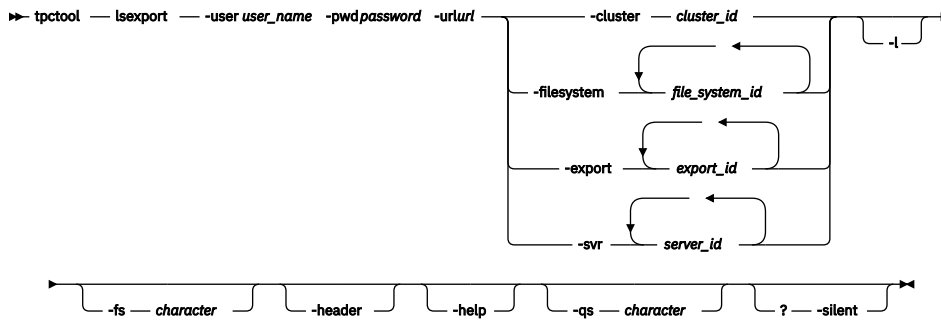 tpctool lsexport -user user_name -pwd password -url url -cluster cluster_id -l
-filesystem file_system_id
-export export_id
-svr server_id
-fs character -header -help -qs character ? -silent